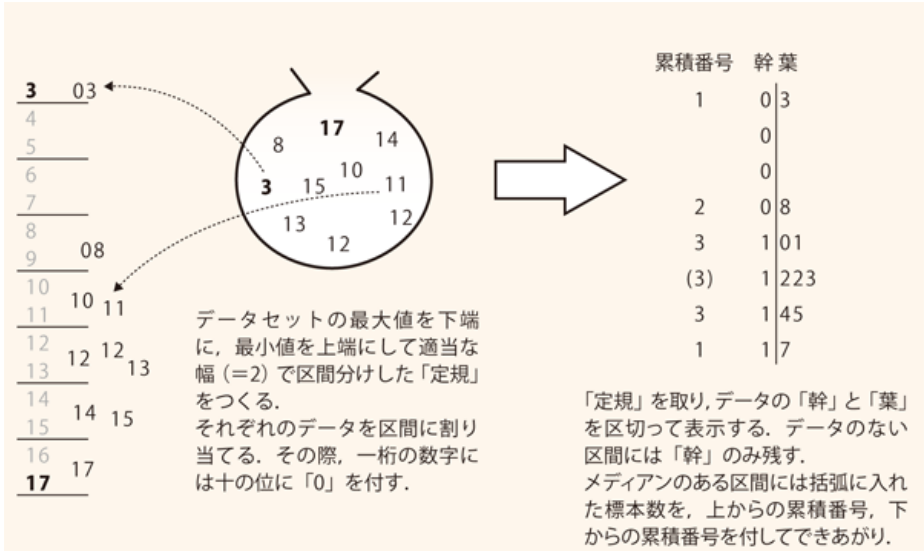 3 03
4
5
6
7
8
9 08
10
11 10 11
12
13 12 12 13
14
15 14 15
16
17 17
17
8 14
10
3 15 11
13 12
12
データセットの最大値を下端
に，最小値を上端にして適当な
幅（＝2）で区間分けした「定規」
をつくる．
それぞれのデータを区間に割り
当てる．その際，一桁の数字に
は十の位に「0」を付す．
累積番号 幹 葉
1 0 3
0
0
2 0 8
3 1 01
(3) 1 223
3 1 45
1 1 7
「定規」を取り，データの「幹」と「葉」
を区切って表示する．データのない
区間には「幹」のみ残す．
メディアンのある区間には括弧に入れ
た標本数を，上からの累積番号，下
からの累積番号を付してできあがり．